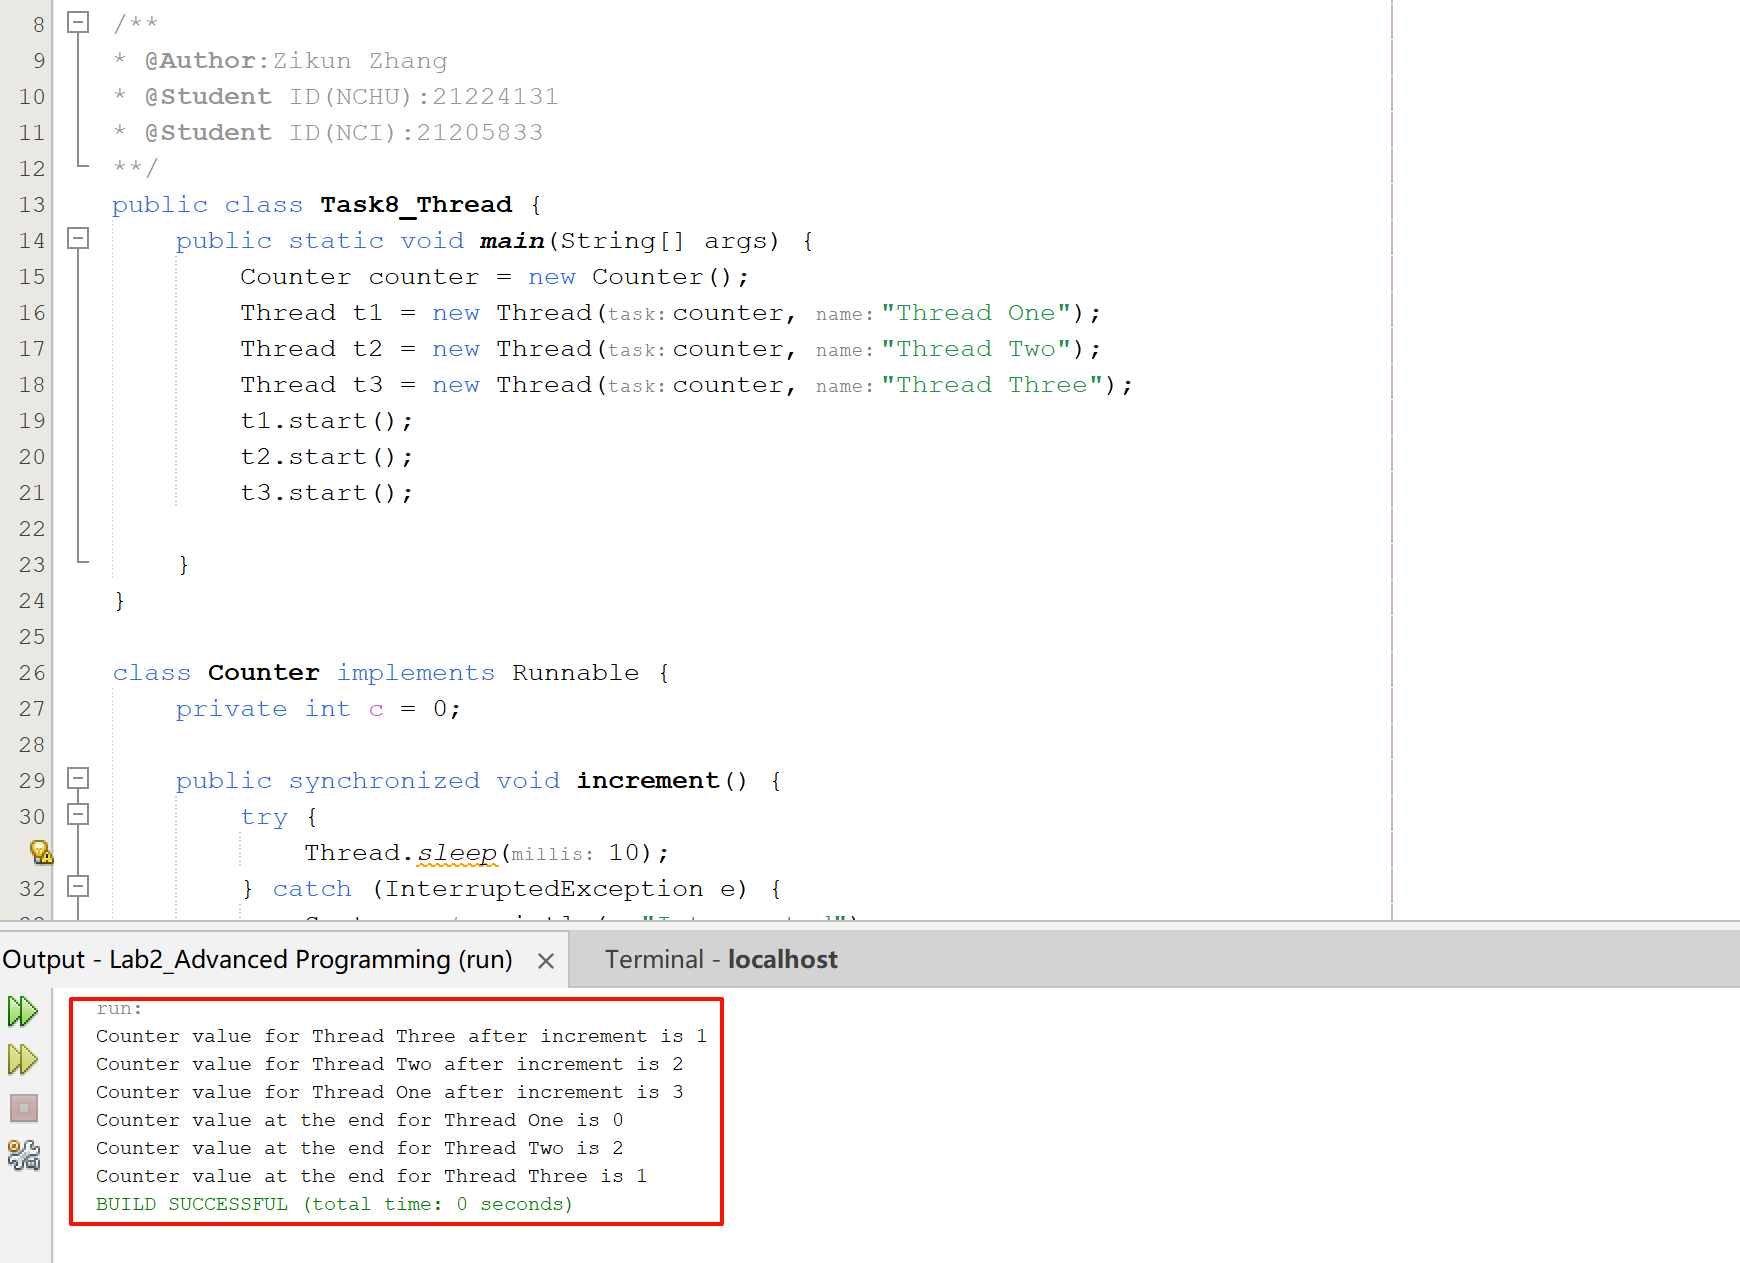 8 /**
9 * @Author:Zikun Zhang
10 * @Student ID(NCHU):21224131
11 * @Student ID(NCI):21205833
12 **/
13 public class Task8_Thread {
14 public static void main(String[] args) {
15 Counter counter = new Counter();
16 Thread t1 = new Thread(task: counter, name: "Thread One");
17 Thread t2 = new Thread(task: counter, name: "Thread Two");
18 Thread t3 = new Thread(task: counter, name: "Thread Three");
19 t1.start();
20 t2.start();
21 t3.start();
22
23 }
24 }
25
26 class Counter implements Runnable {
27 private int c = 0;
28
29 public synchronized void increment() {
30 try {
Thread.sleep(millis: 10);
32 } catch (InterruptedException e) {
Output - Lab2_Advanced Programming (run) ×
Terminal - localhost
run:
Counter value for Thread Three after increment is 1
Counter value for Thread Two after increment is 2
Counter value for Thread One after increment is 3
Counter value at the end for Thread One is 0
Counter value at the end for Thread Two is 2
Counter value at the end for Thread Three is 1
BUILD SUCCESSFUL (total time: 0 seconds)